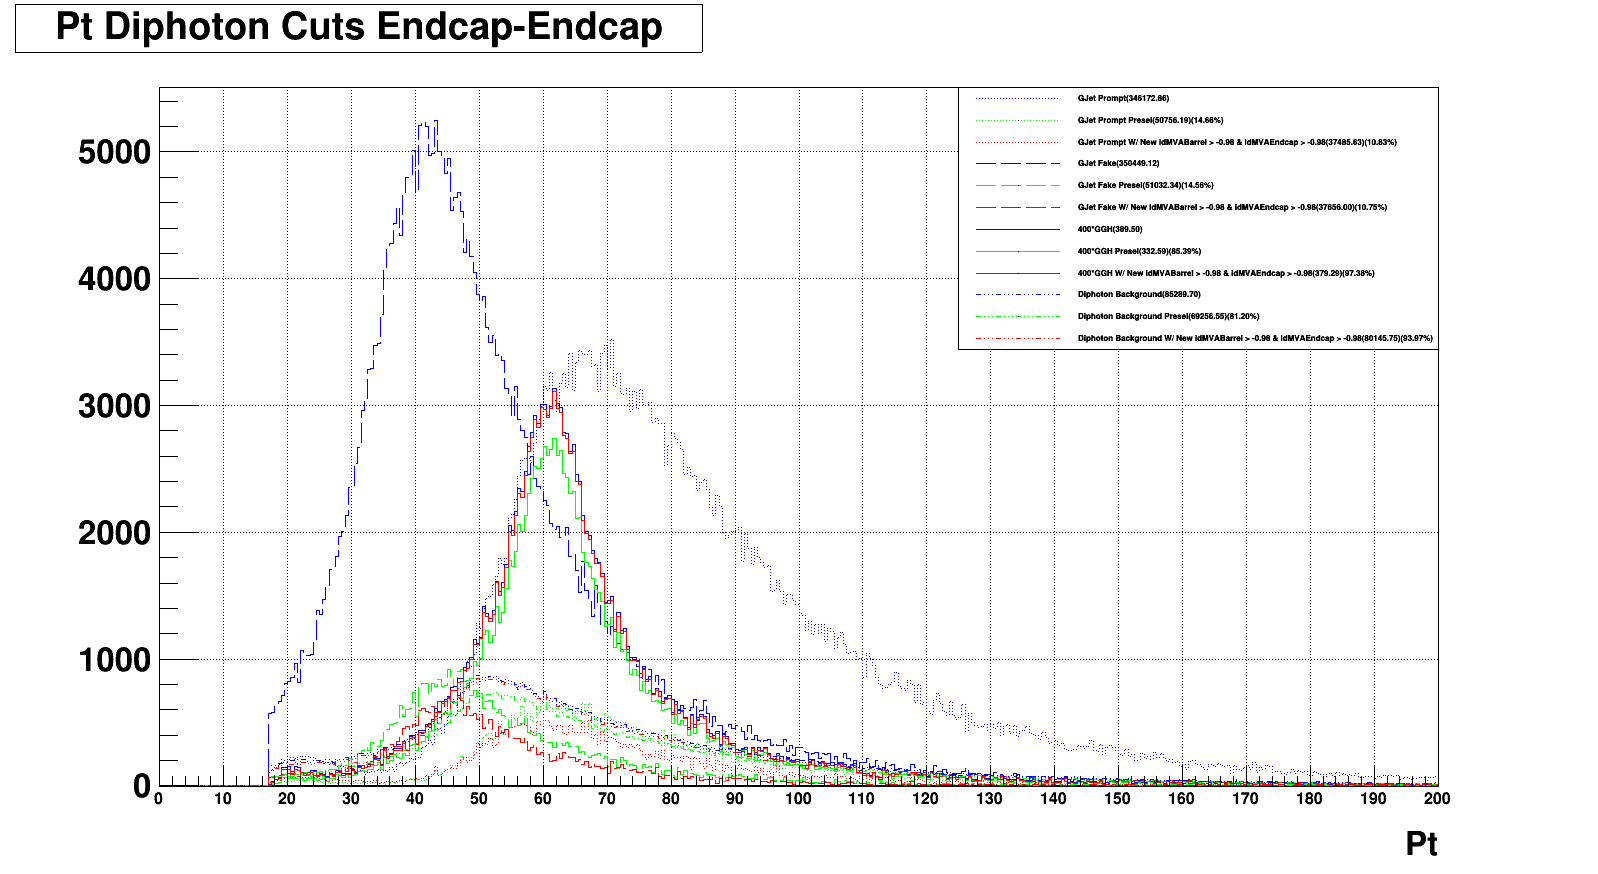 Pt Diphoton Cuts Endcap-Endcap
GJet Prompt(346172.86)
GJet Prompt Presel(50756.19)(14.66%)
GJet Prompt W/ New idMVABarrel > -0.98 & idMVAEndcap > -0.98(37485.63)(10.83%)
GJet Fake(350449.12)
GJet Fake Presel(51032.34)(14.56%)
GJet Fake W/ New idMVABarrel > -0.98 & idMVAEndcap > -0.98(37656.00)(10.75%)
400*GGH(389.50)
400*GGH Presel(332.59)(85.39%)
400*GGH W/ New idMVABarrel > -0.98 & idMVAEndcap > -0.98(379.29)(97.38%)
Diphoton Background(85289.70)
Diphoton Background Presel(69256.55)(81.20%)
Diphoton Background W/ New idMVABarrel > -0.98 & idMVAEndcap > -0.98(80145.75)(93.97%)
5000
4000
3000
2000
1000
0
0 10 20 30 40 50 60 70 80 90 100 110 120 130 140 150 160 170 180 190 200
Pt